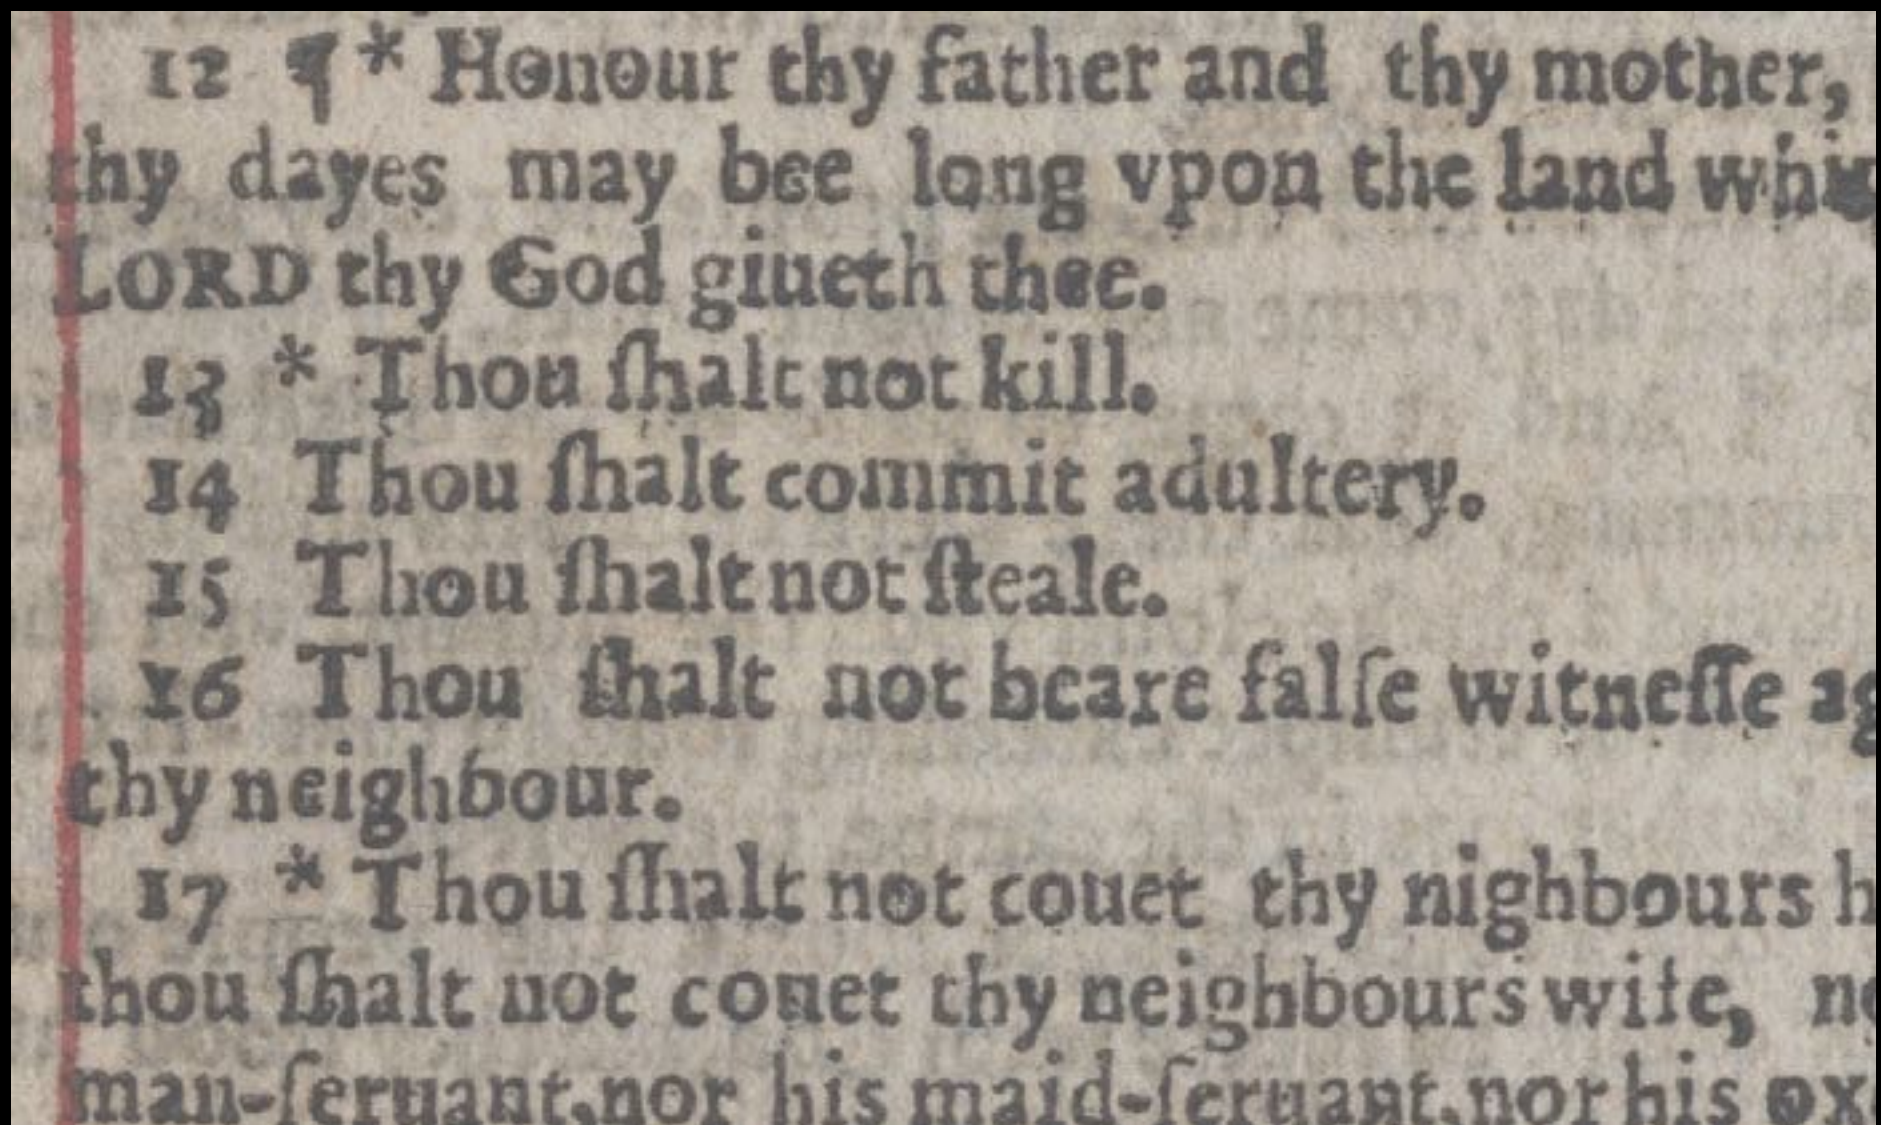 12 ¶ * Honour thy father and thy mother,
thy dayes may bee long vpon the land
LORD thy God giueth thee.
13 * Thou ſhalt not kill.
14 Thou ſhalt commit adultery.
15 Thou ſhalt not ſteale.
16 Thou ſhalt not beare falſe witneſſe
thy neighbour.
17 * Thou ſhalt not couet thy nighbours
thou ſhalt not couet thy neighbours wife,
man-ſeruant, nor his maid-ſeruant, nor his